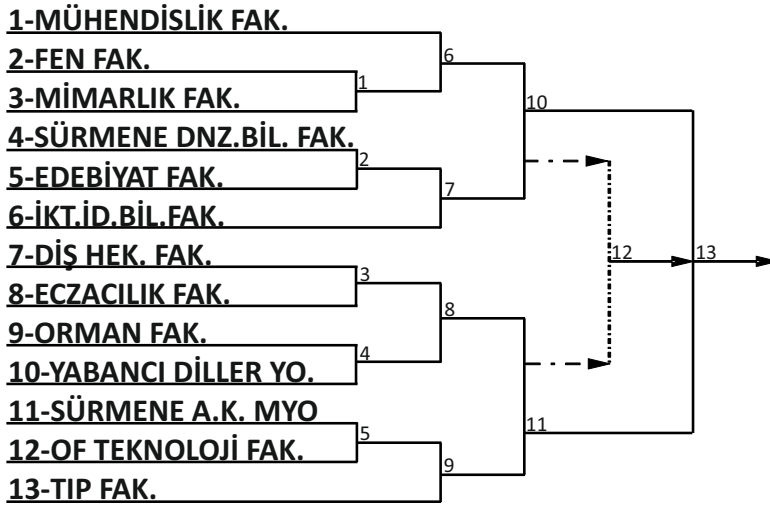 1-MÜHENDİSLİK FAK.
2-FEN FAK.
3-MİMARLIK FAK.
4-SÜRMENE DNZ.BİL. FAK.
5-EDEBİYAT FAK.
6-İKT.İD.BİL.FAK.
7-DİŞ HEK. FAK.
8-ECZACILIK FAK.
9-ORMAN FAK.
10-YABANCI DİLLER YO.
11-SÜRMENE A.K. MYO
12-OF TEKNOLOJİ FAK.
13-TIP FAK.
1
2
3
4
5
6
7
8
9
10
11
12
13